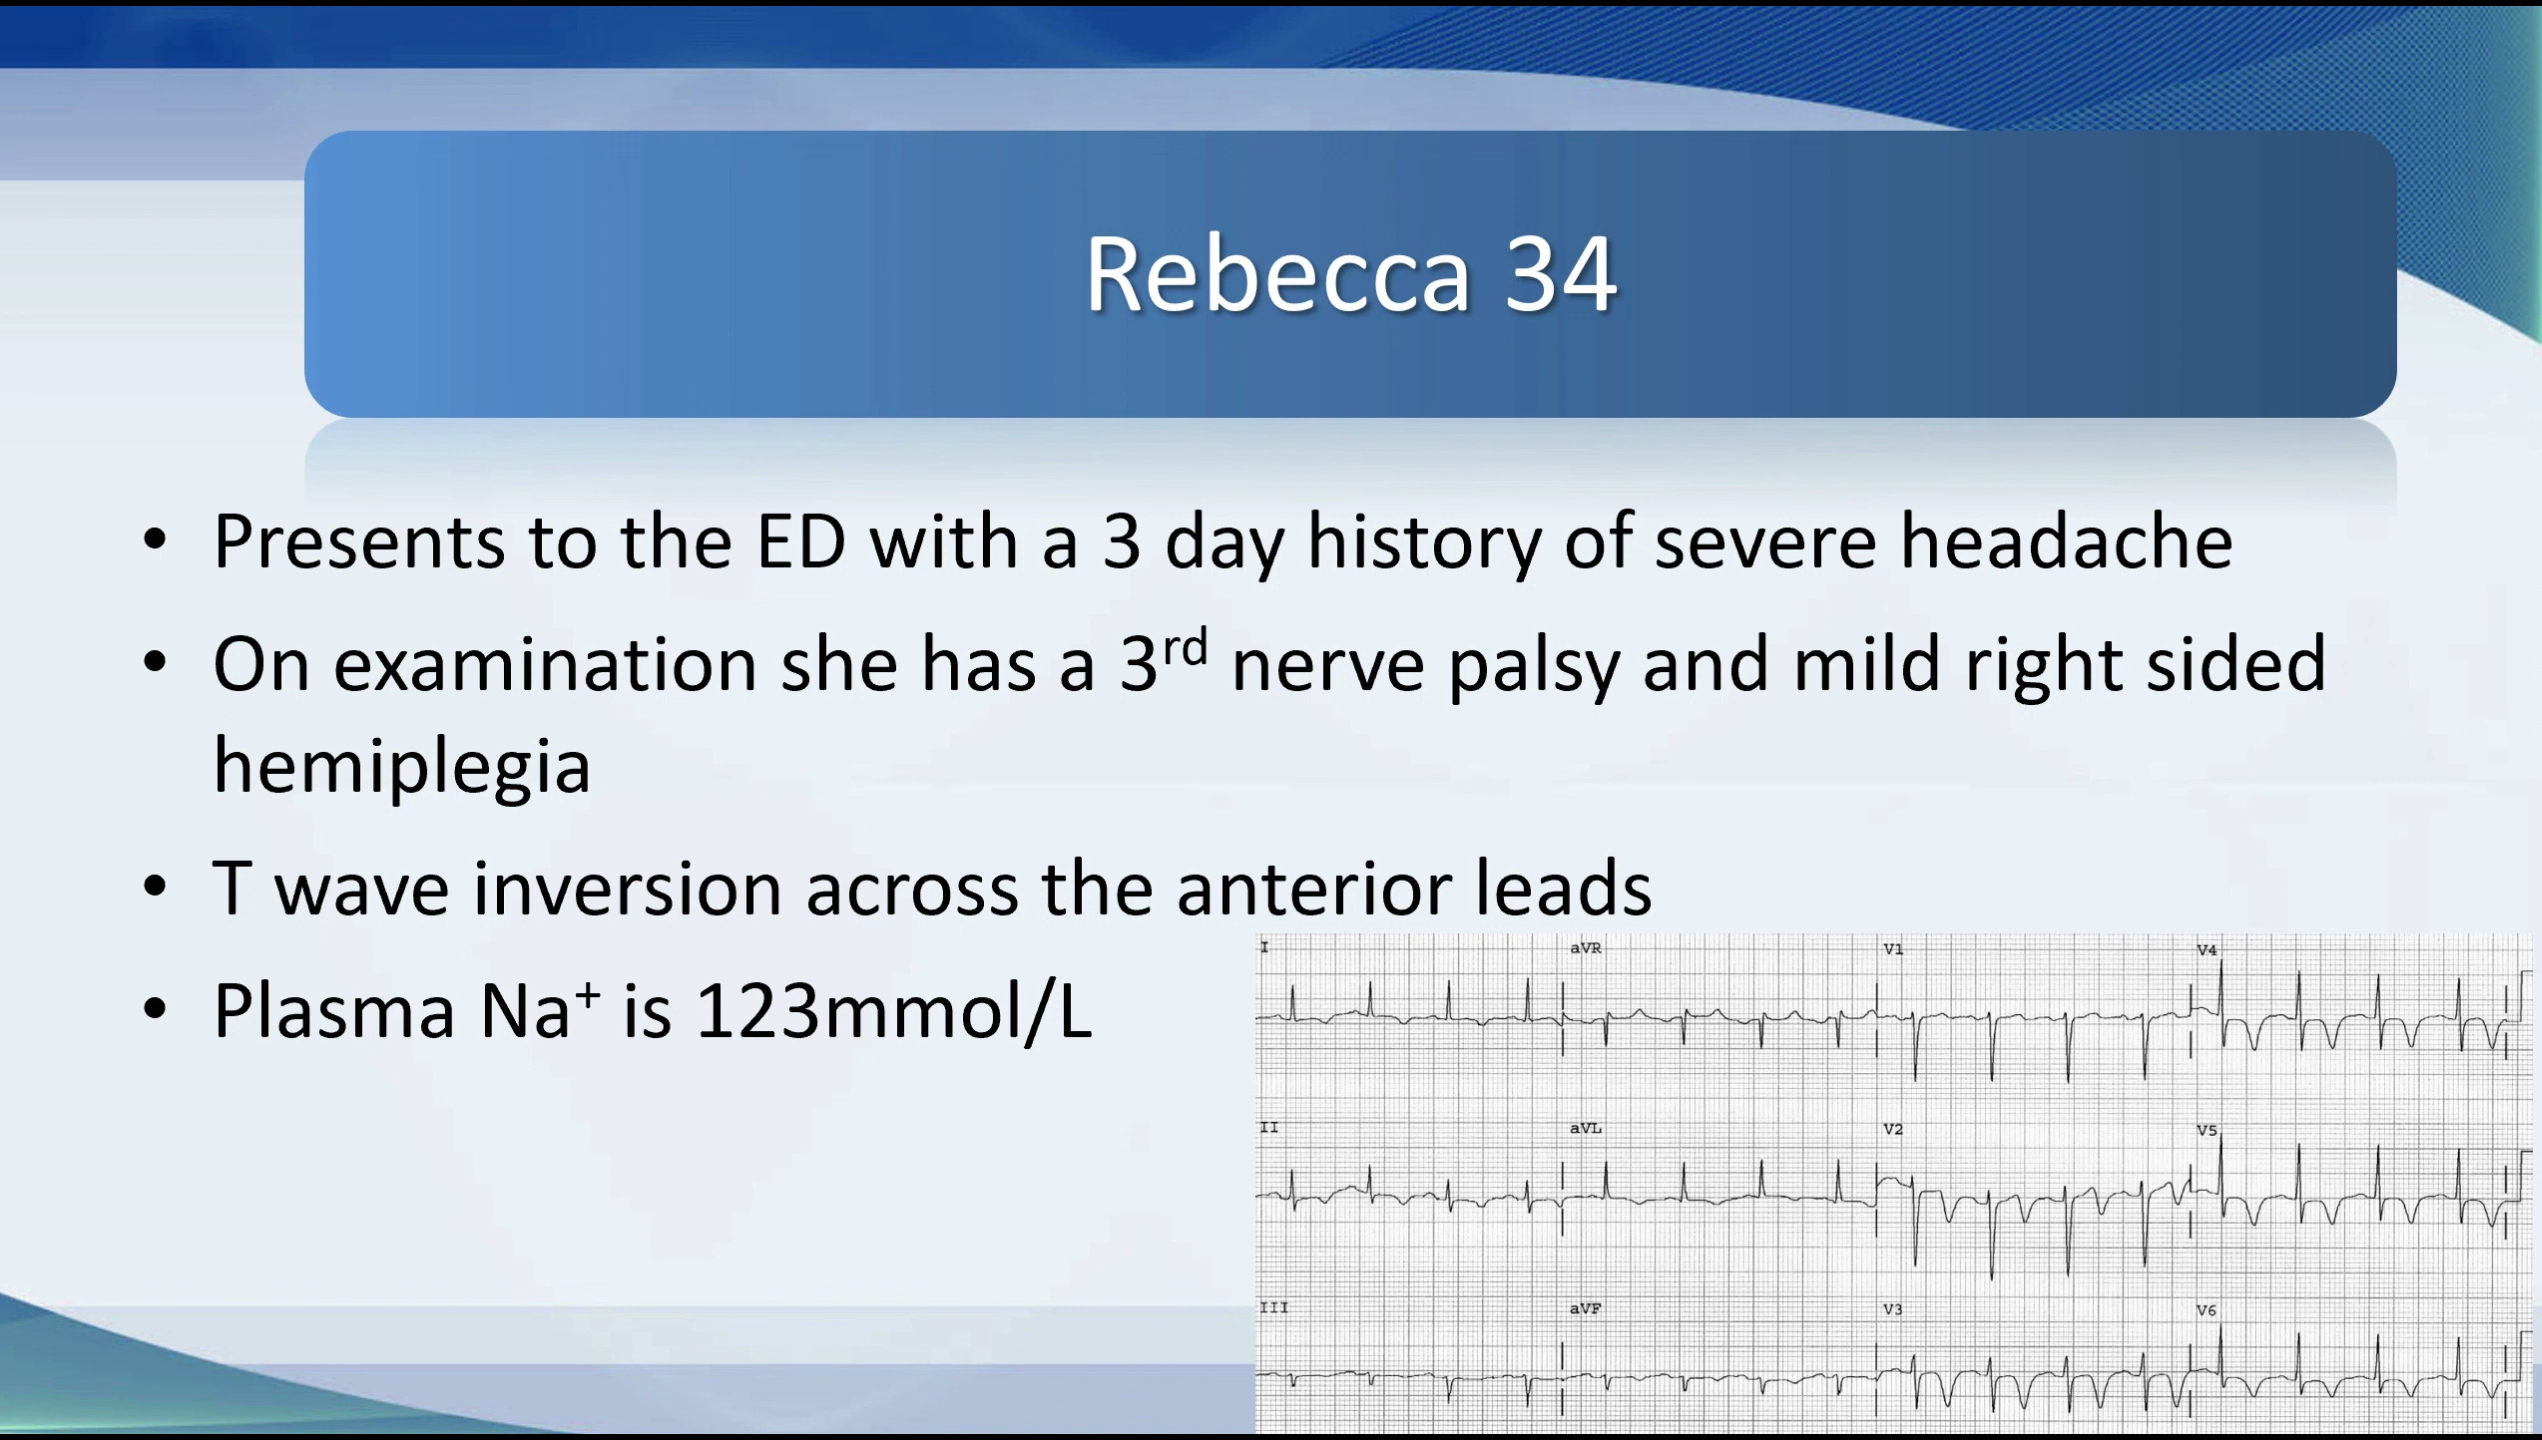 Rebecca 34
• Presents to the ED with a 3 day history of severe headache
• On examination she has a 3rd nerve palsy and mild right sided
hemiplegia
• T wave inversion across the anterior leads
• Plasma Na⁺ is 123mmol/L
I aVR V1 V4
II aVL V2 V5
III aVF V3 V6